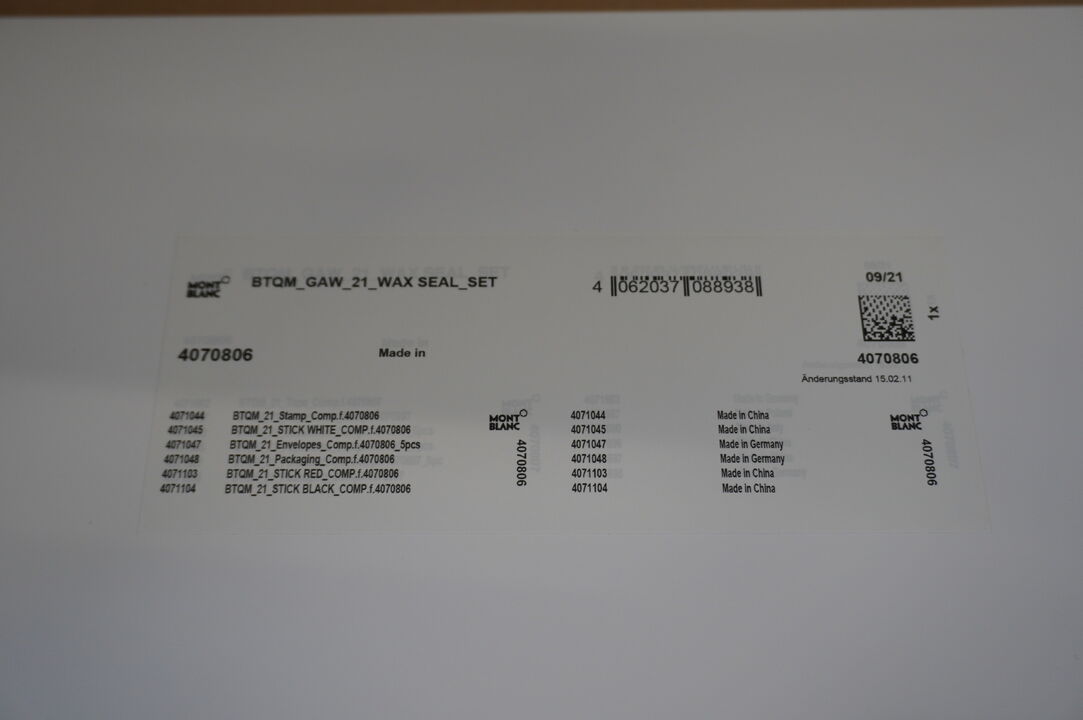 MONT BLANC BTQM_GAW_21_WAX SEAL_SET 4 062037 088938 09/21
1x
4070806 Made in 4070806
Änderungsstand 15.02.11
4071044 BTQM_21_Stamp_Comp.f.4070806 4071044 Made in China
4071045 BTQM_21_STICK WHITE_COMP.f.4070806 4071045 Made in China
4071047 BTQM_21_Envelopes_Comp.f.4070806_5pcs 4071047 Made in Germany
4071048 BTQM_21_Packaging_Comp.f.4070806 4071048 Made in Germany
4071103 BTQM_21_STICK RED_COMP.f.4070806 4071103 Made in China
4071104 BTQM_21_STICK BLACK_COMP.f.4070806 4071104 Made in China
MONT BLANC 4070806
MONT BLANC 4070806